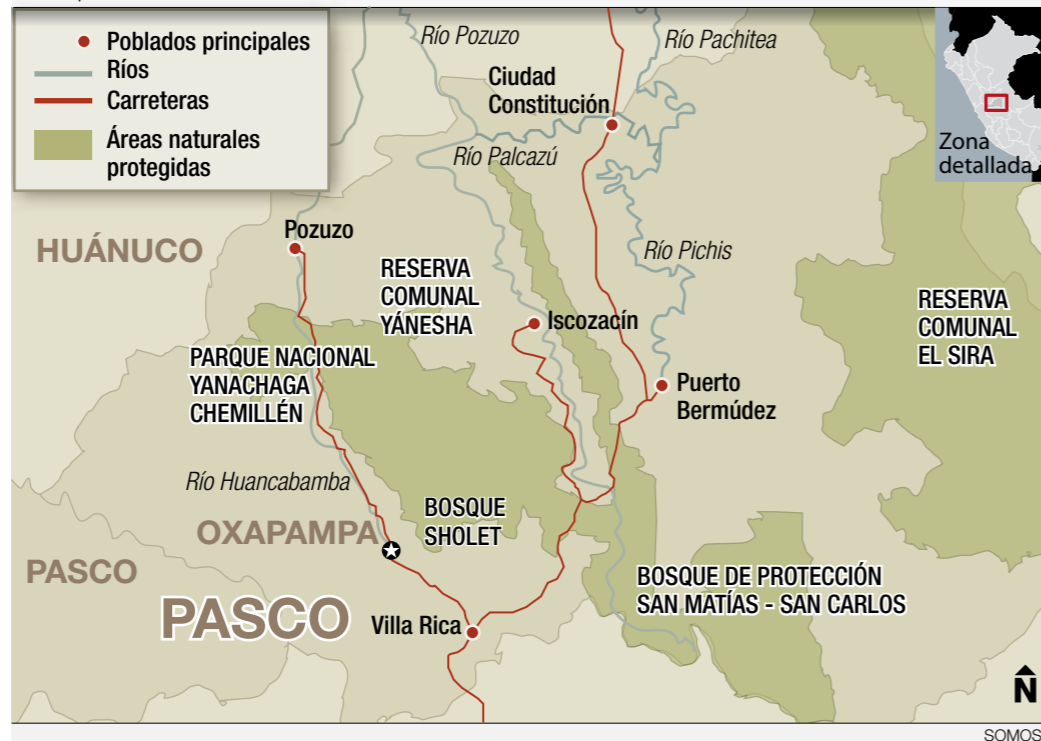 Poblados principales
Ríos
Carreteras
Áreas naturales
protegidas
Río Pozuzo
Río Pachitea
Ciudad
Constitución
Zona
detallada
Río Palcazú
Pozuzo
HUÁNUCO
Río Pichis
RESERVA
COMUNAL
YÁNESHA
Iscozacín
RESERVA
COMUNAL
EL SIRA
PARQUE NACIONAL
YANACHAGA
CHEMILLÉN
Puerto
Bermúdez
Río Huancabamba
BOSQUE
SHOLET
OXAPAMPA
PASCO
BOSQUE DE PROTECCIÓN
SAN MATÍAS - SAN CARLOS
PASCO
Villa Rica
N
SOMOS